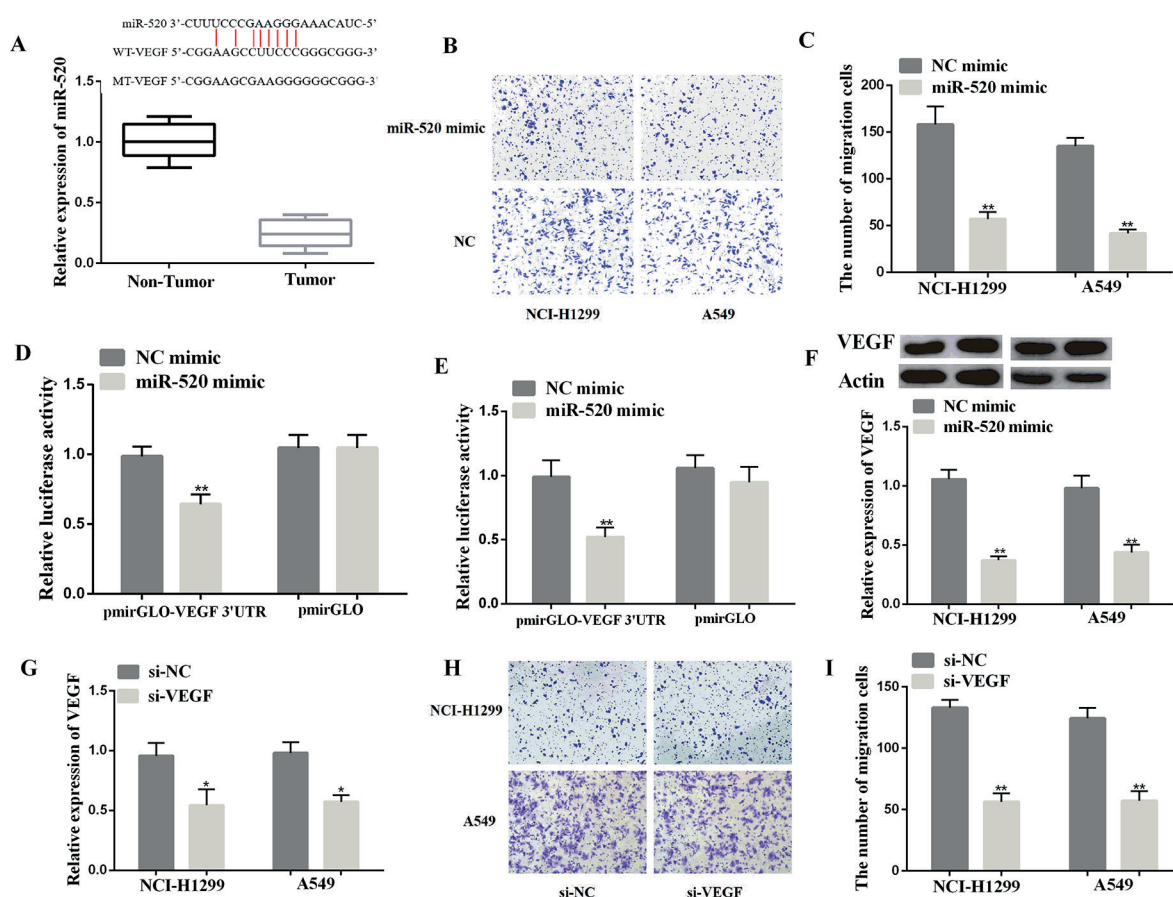 A
miR-520 3’-CUUUCCCGAAGGGAAACAUC-5’
WT-VEGF 5’-CGGAAGCCUUCCCGGGCGGG-3’
MT-VEGF 5’-CGGAAGCGAAGGGGGGCGGG-3’
Relative expression of miR-520
1.5
1.0
0.5
0.0
Non-Tumor
Tumor
B
miR-520 mimic
NC
NCI-H1299
A549
C
NC mimic
miR-520 mimic
The number of migration cells
200
150
100
50
0
**
**
NCI-H1299
A549
D
NC mimic
miR-520 mimic
Relative luciferase activity
1.5
1.0
0.5
0.0
**
pmirGLO-VEGF 3'UTR
pmirGLO
E
NC mimic
miR-520 mimic
Relative luciferase activity
1.5
1.0
0.5
0.0
**
pmirGLO-VEGF 3'UTR
pmirGLO
F
VEGF
Actin
NC mimic
miR-520 mimic
Relative expression of VEGF
1.5
1.0
0.5
0.0
**
**
NCI-H1299
A549
G
si-NC
si-VEGF
Relative expression of VEGF
1.5
1.0
0.5
0.0
*
*
NCI-H1299
A549
H
NCI-H1299
A549
si-NC
si-VEGF
I
si-NC
si-VEGF
The number of migration cells
150
100
50
0
**
**
NCI-H1299
A549